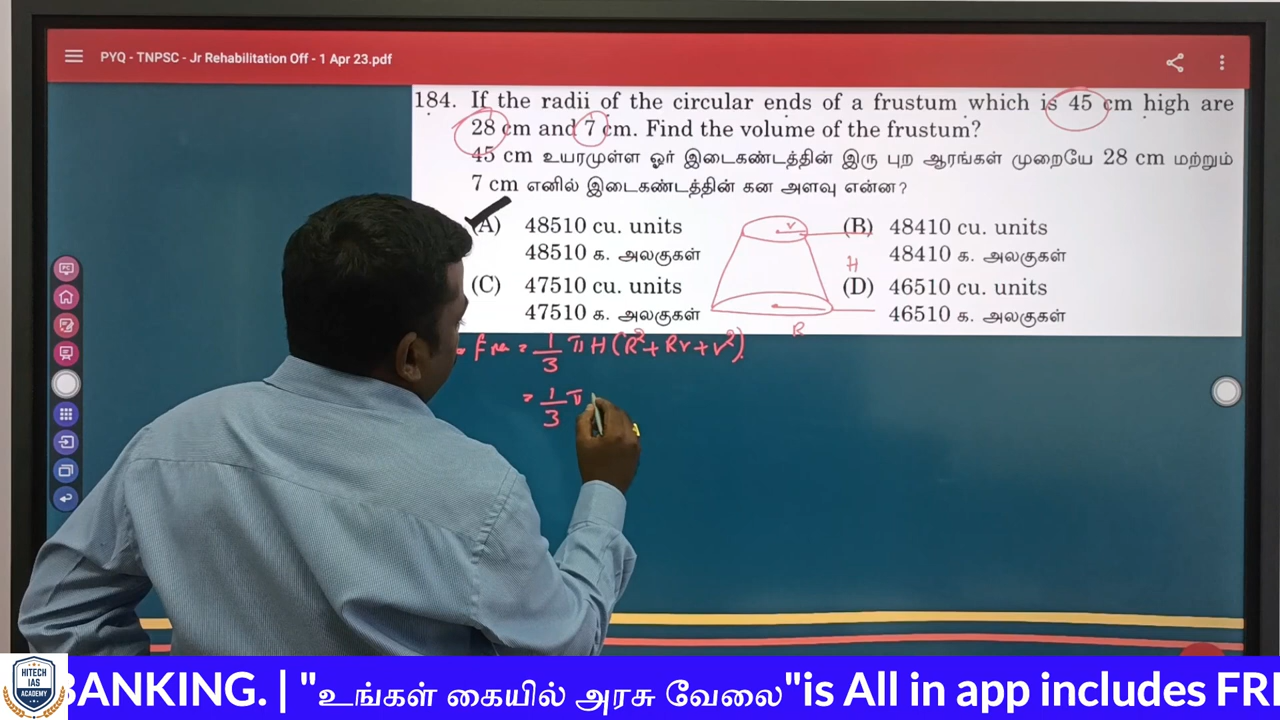 PYQ - TNPSC - Jr Rehabilitation Off - 1 Apr 23.pdf
184. If the radii of the circular ends of a frustum which is 45 cm high are
28 cm and 7 cm. Find the volume of the frustum?
45 cm உயரமுள்ள ஓர் இடைகண்டத்தின் இரு புற ஆரங்கள் முறையே 28 cm மற்றும்
7 cm எனில் இடைகண்டத்தின் கன அளவு என்ன?
(A) 48510 cu. units (B) 48410 cu. units
48510 க. அலகுகள் 48410 க. அலகுகள்
r
H
(C) 47510 cu. units (D) 46510 cu. units
47510 க. அலகுகள் 46510 க. அலகுகள்
R
= 1/3 π H (R²+Rr+r²).
= 1/3 π
HITECH
IAS
ACADEMY
BANKING. | "உங்கள் கையில் அரசு வேலை"is All in app includes FRE